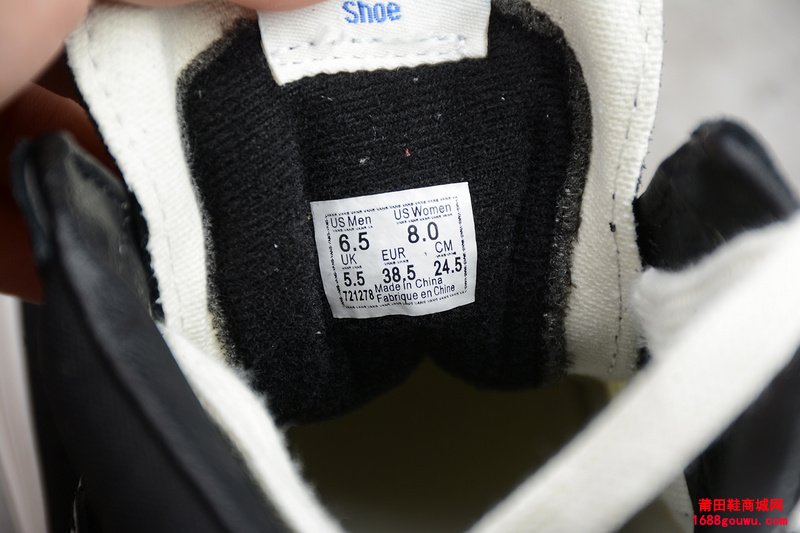 Shoe
US Men US Women
6.5 8.0
UK EUR CM
5.5 38.5 24.5
Made in China
721278 Fabrique en Chine
莆田鞋商城网
1688gouwu.com